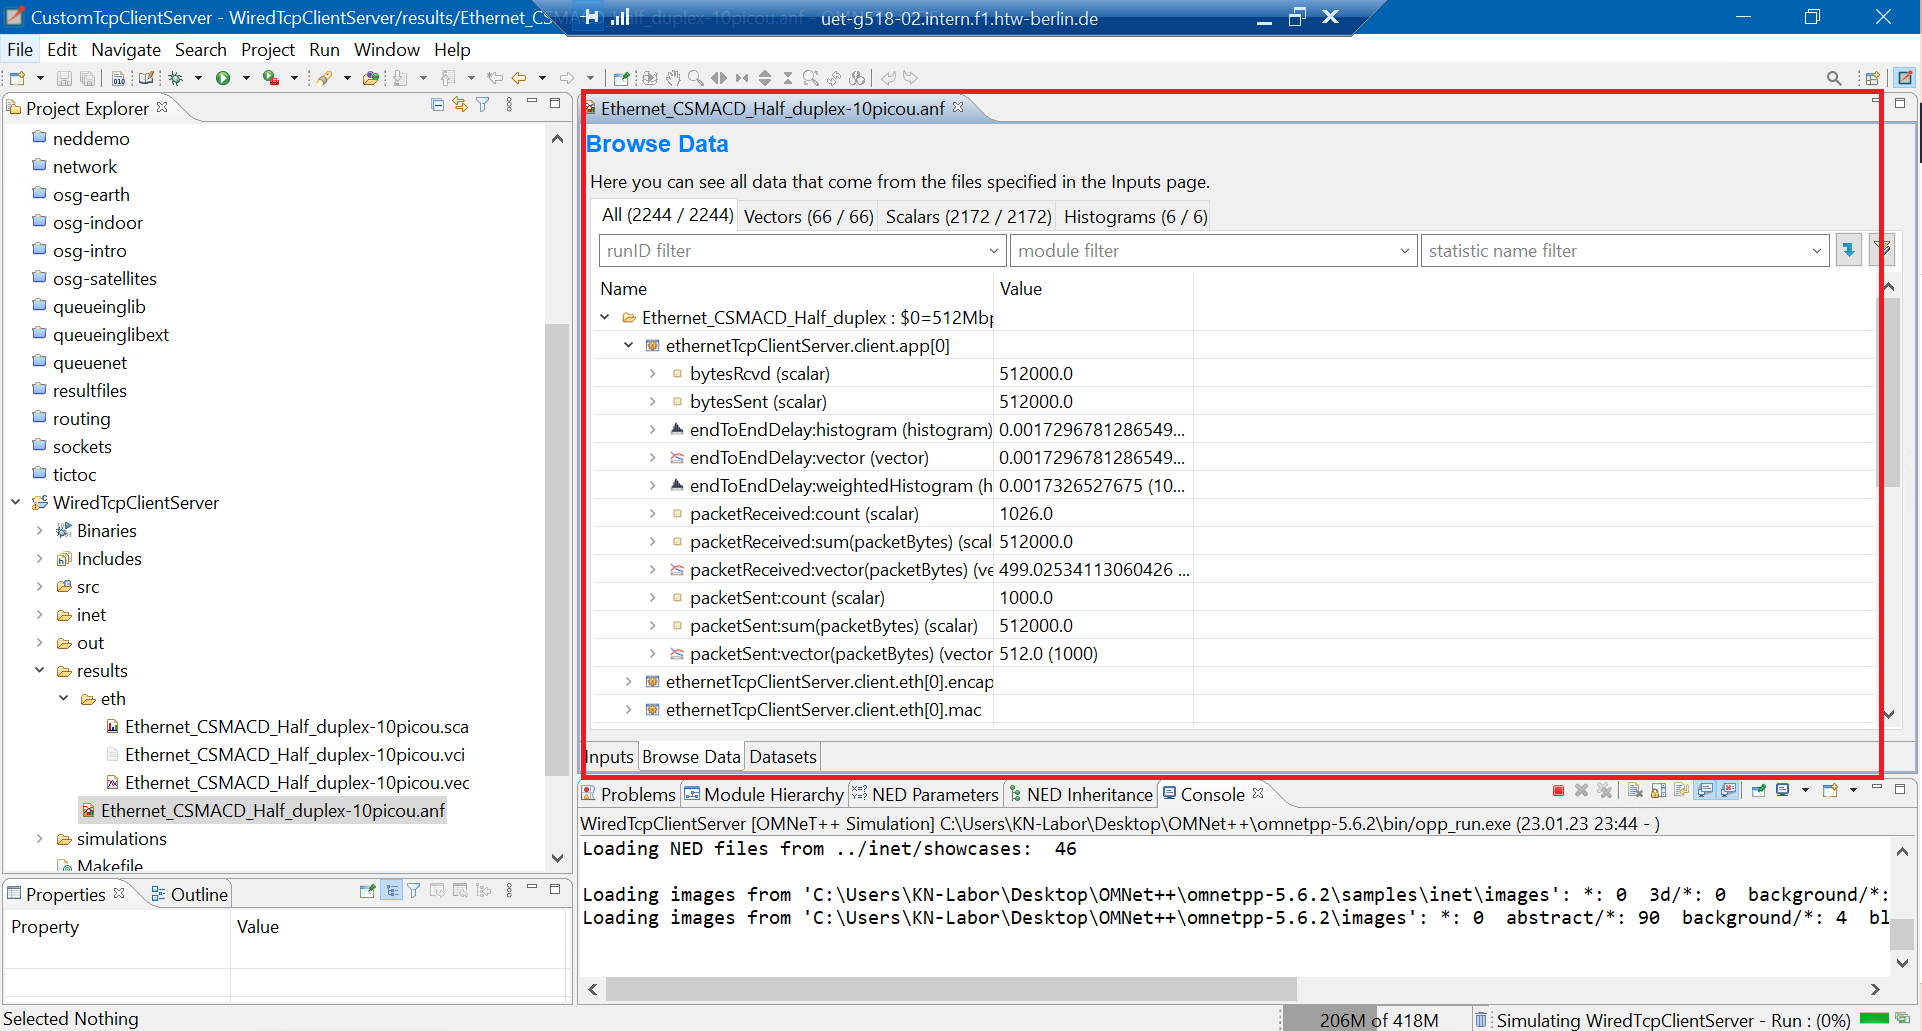 CustomTcpClientServer - WiredTcpClientServer/results/Ethernet_CSMACD_Half_duplex-10picou.anf
uet-g518-02.intern.f1.htw-berlin.de
File Edit Navigate Search Project Run Window Help
Project Explorer
neddemo
network
osg-earth
osg-indoor
osg-intro
osg-satellites
queueinglib
queueinglibext
queuenet
resultfiles
routing
sockets
tictoc
WiredTcpClientServer
Binaries
Includes
src
inet
out
results
eth
Ethernet_CSMACD_Half_duplex-10picou.sca
Ethernet_CSMACD_Half_duplex-10picou.vci
Ethernet_CSMACD_Half_duplex-10picou.vec
Ethernet_CSMACD_Half_duplex-10picou.anf
simulations
Makefile
Properties Outline
Property Value
Ethernet_CSMACD_Half_duplex-10picou.anf
Browse Data
Here you can see all data that come from the files specified in the Inputs page.
All (2244 / 2244) Vectors (66 / 66) Scalars (2172 / 2172) Histograms (6 / 6)
runID filter module filter statistic name filter
Name Value
Ethernet_CSMACD_Half_duplex : $0=512Mbp
ethernetTcpClientServer.client.app[0]
bytesRcvd (scalar) 512000.0
bytesSent (scalar) 512000.0
endToEndDelay:histogram (histogram) 0.0017296781286549...
endToEndDelay:vector (vector) 0.0017296781286549...
endToEndDelay:weightedHistogram (h 0.0017326527675 (10...
packetReceived:count (scalar) 1026.0
packetReceived:sum(packetBytes) (scal 512000.0
packetReceived:vector(packetBytes) (ve 499.02534113060426 ...
packetSent:count (scalar) 1000.0
packetSent:sum(packetBytes) (scalar) 512000.0
packetSent:vector(packetBytes) (vector 512.0 (1000)
ethernetTcpClientServer.client.eth[0].encap
ethernetTcpClientServer.client.eth[0].mac
Inputs Browse Data Datasets
Problems Module Hierarchy NED Parameters NED Inheritance Console
WiredTcpClientServer [OMNeT++ Simulation] C:\Users\KN-Labor\Desktop\OMNet++\omnetpp-5.6.2\bin/opp_run.exe (23.01.23 23:44 - )
Loading NED files from ../inet/showcases: 46
Loading images from 'C:\Users\KN-Labor\Desktop\OMNet++\omnetpp-5.6.2\samples\inet\images': *: 0 3d/*: 0 background/*:
Loading images from 'C:\Users\KN-Labor\Desktop\OMNet++\omnetpp-5.6.2\images': *: 0 abstract/*: 90 background/*: 4 bl
Selected Nothing
206M of 418M
Simulating WiredTcpClientServer - Run : (0%)